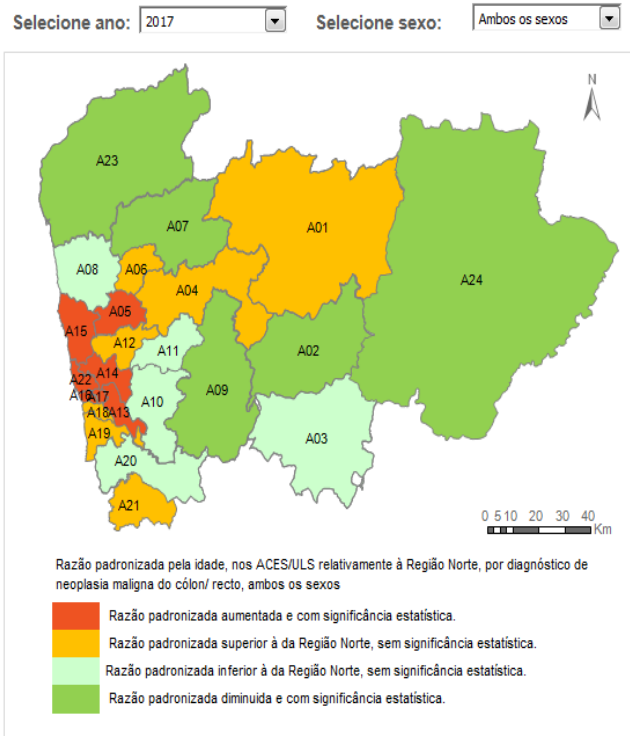 Selecione ano: 2017 Selecione sexo: Ambos os sexos
N
A23
A07
A01
A24
A08
A06
A04
A05
A15
A12
A11
A02
A14
A22
A16
A17
A09
A18
A13
A10
A19
A03
A20
A21
0 5 10 20 30 40
Km
Razão padronizada pela idade, nos ACES/ULS relativamente à Região Norte, por diagnóstico de
neoplasia maligna do cólon/ recto, ambos os sexos
Razão padronizada aumentada e com significância estatística.
Razão padronizada superior à da Região Norte, sem significância estatística.
Razão padronizada inferior à da Região Norte, sem significância estatística.
Razão padronizada diminuida e com significância estatística.